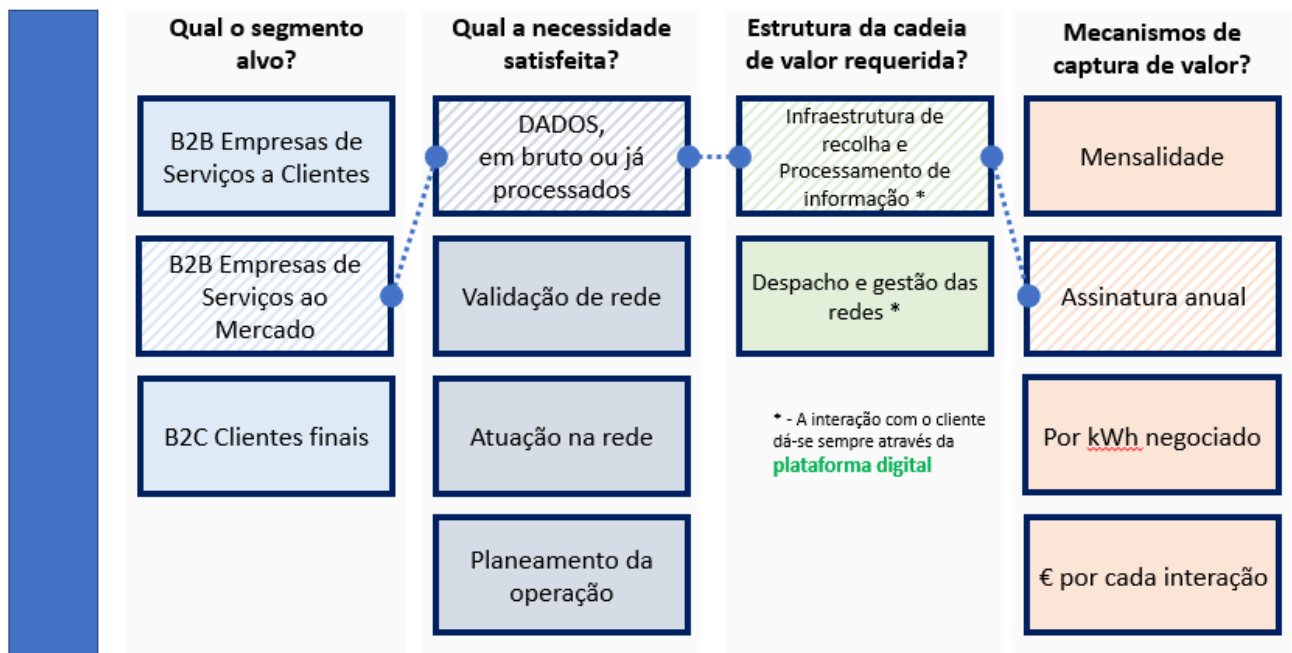 Qual o segmento
alvo?
B2B Empresas de
Serviços a Clientes
B2B Empresas de
Serviços ao
Mercado
B2C Clientes finais
Qual a necessidade
satisfeita?
DADOS,
em bruto ou já
processados
Validação de rede
Atuação na rede
Planeamento da
operação
Estrutura da cadeia
de valor requerida?
Infraestrutura de
recolha e
Processamento de
informação *
Despacho e gestão das
redes *
* - A interação com o cliente
dá-se sempre através da
plataforma digital
Mecanismos de
captura de valor?
Mensalidade
Assinatura anual
Por kWh negociado
€ por cada interação